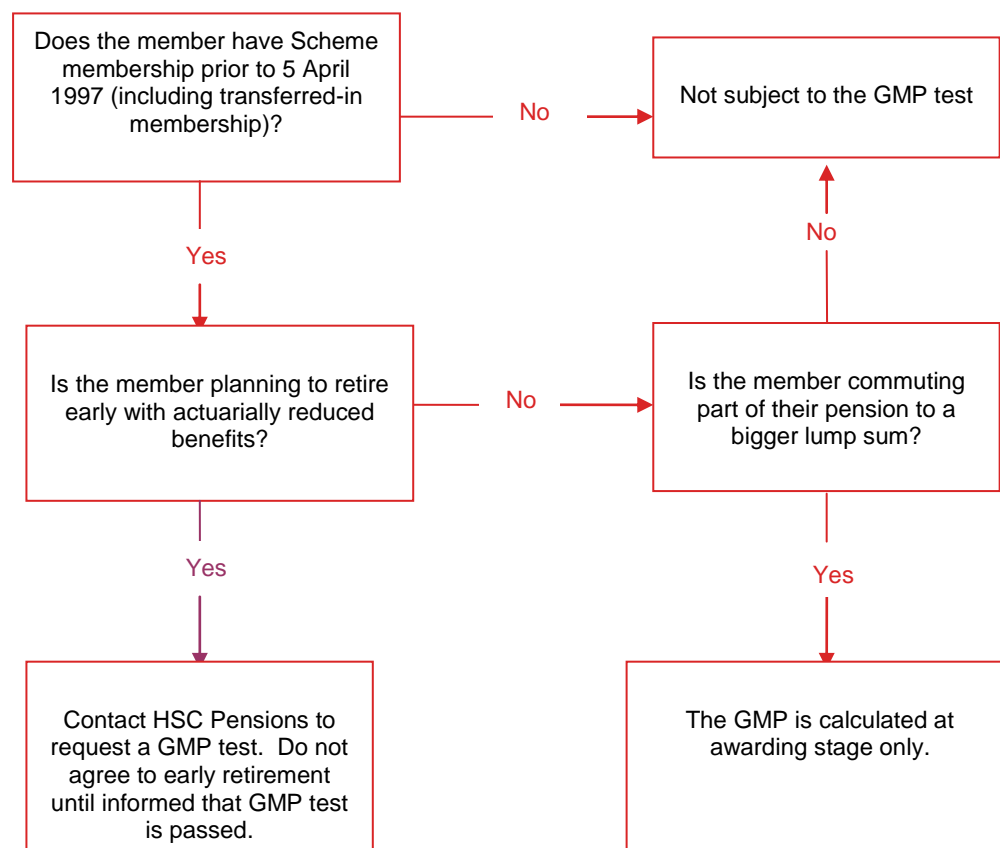 Does the member have Scheme
membership prior to 5 April
1997 (including transferred-in
membership)?
No
Not subject to the GMP test
Yes
No
Is the member planning to retire
early with actuarially reduced
benefits?
No
Is the member commuting
part of their pension to a
bigger lump sum?
Yes
Yes
Contact HSC Pensions to
request a GMP test.  Do not
agree to early retirement
until informed that GMP test
is passed.
The GMP is calculated at
awarding stage only.